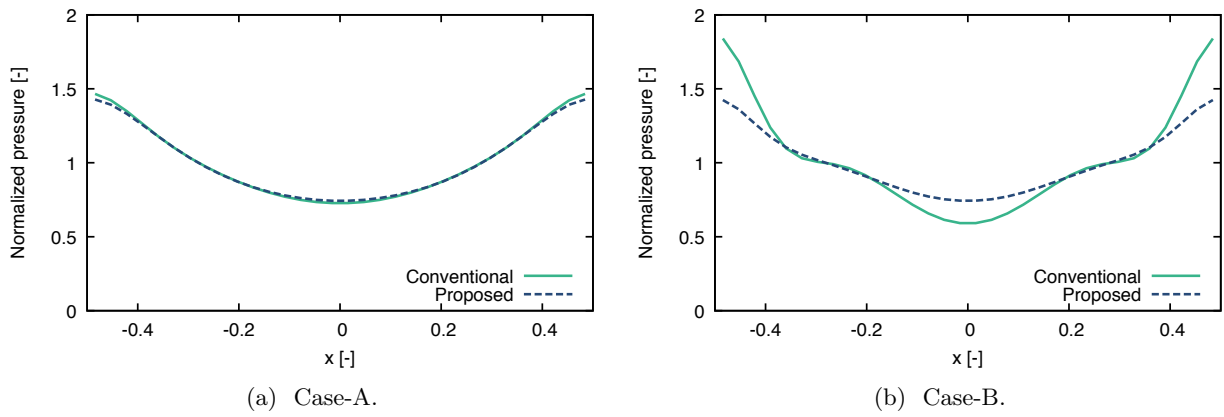 2
1.5
1
0.5
0
Normalized pressure [-]
Conventional
Proposed
-0.4
-0.2
0
0.2
0.4
x [-]
(a) Case-A.
2
1.5
1
0.5
0
Normalized pressure [-]
Conventional
Proposed
-0.4
-0.2
0
0.2
0.4
x [-]
(b) Case-B.